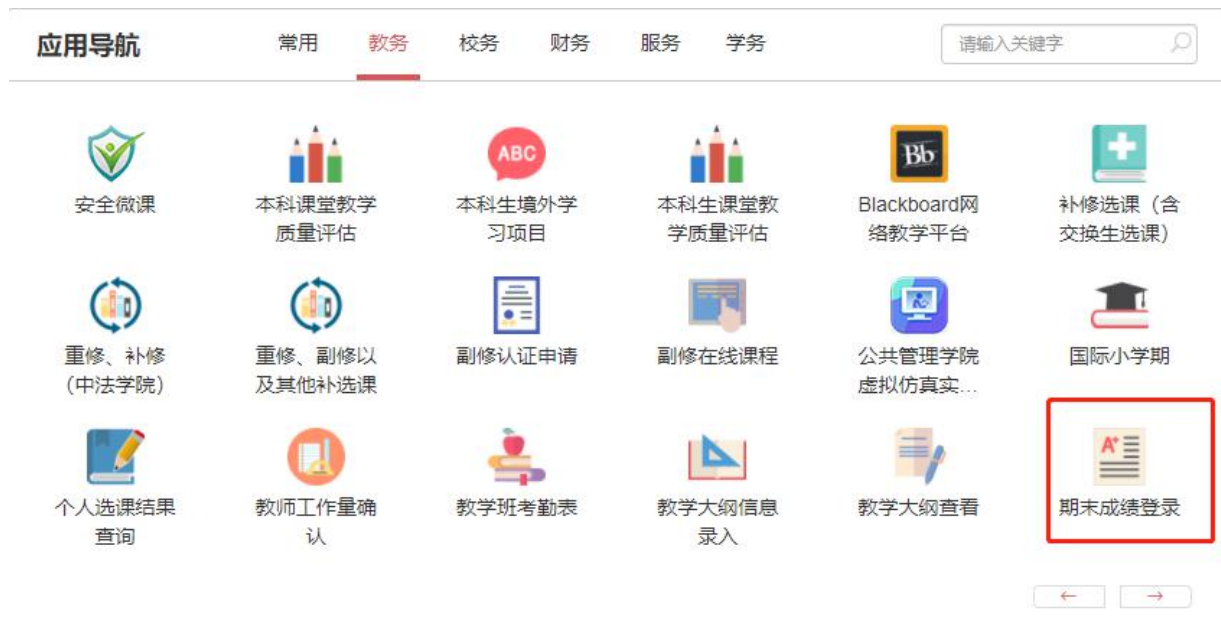 应用导航 常用 教务 校务 财务 服务 学务 请输入关键字
ABC Bb
安全微课 本科课堂教学 本科生境外学 本科生课堂教 Blackboard网 补修选课（含
质量评估 习项目 学质量评估 络教学平台 交换生选课）
重修、补修 重修、副修以 副修认证申请 副修在线课程 公共管理学院 国际小学期
（中法学院） 及其他补选课 虚拟仿真实...
A+
个人选课结果 教师工作量确 教学班考勤表 教学大纲信息 教学大纲查看 期末成绩登录
查询 认 录入
← →